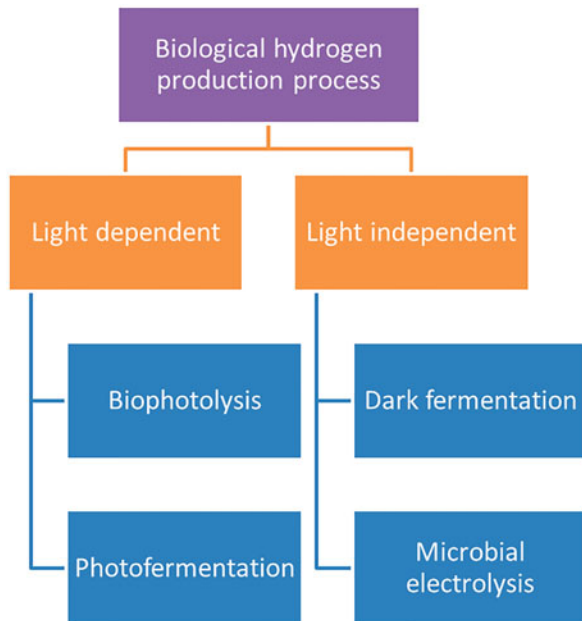 Biological hydrogen
production process
Light dependent
Light independent
Biophotolysis
Dark fermentation
Photofermentation
Microbial
electrolysis